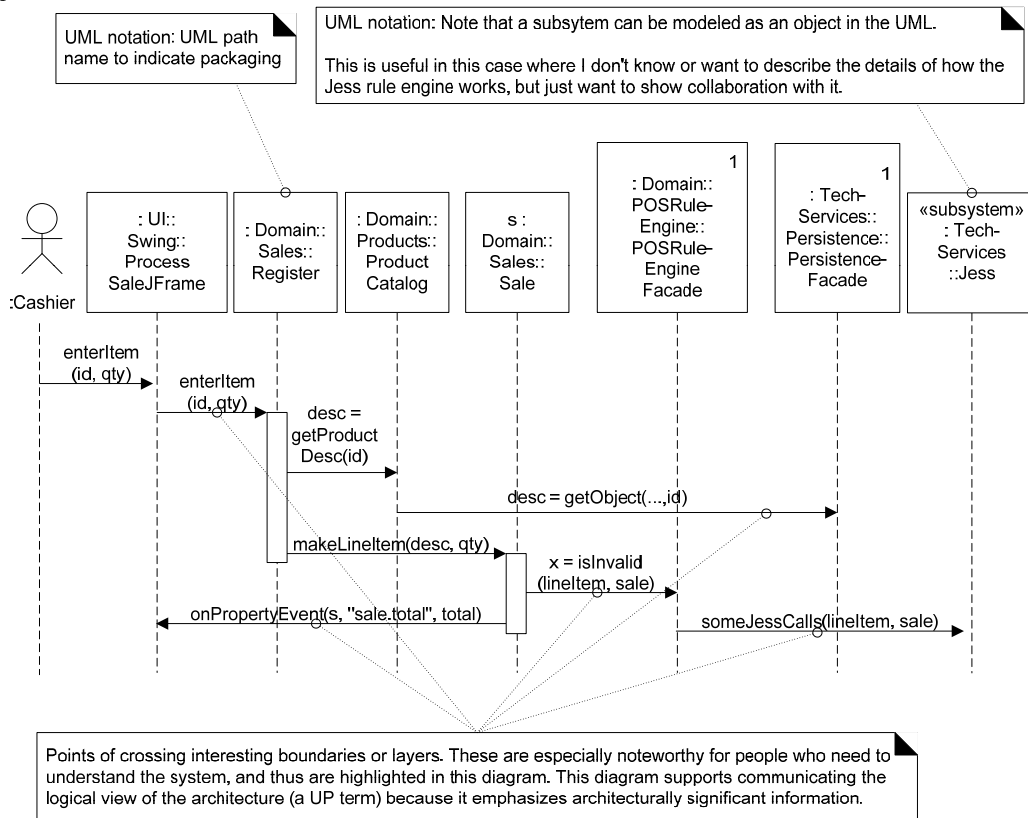 UML notation: UML path
name to indicate packaging
UML notation: Note that a subsytem can be modeled as an object in the UML.
This is useful in this case where I don't know or want to describe the details of how the
Jess rule engine works, but just want to show collaboration with it.
:Cashier
: UI::
Swing::
Process
SaleJFrame
: Domain::
Sales::
Register
: Domain::
Products::
Product
Catalog
s :
Domain::
Sales::
Sale
1
: Domain::
POSRule-
Engine::
POSRule-
Engine
Facade
1
: Tech-
Services::
Persistence::
Persistence-
Facade
«subsystem»
: Tech-
Services
::Jess
enterItem
(id, qty)
enterItem
(id, qty)
desc =
getProduct
Desc(id)
desc = getObject(...,id)
makeLineItem(desc, qty)
x = isInvalid
(lineItem, sale)
onPropertyEvent(s, "sale.total", total)
someJessCalls(lineItem, sale)
Points of crossing interesting boundaries or layers. These are especially noteworthy for people who need to
understand the system, and thus are highlighted in this diagram. This diagram supports communicating the
logical view of the architecture (a UP term) because it emphasizes architecturally significant information.